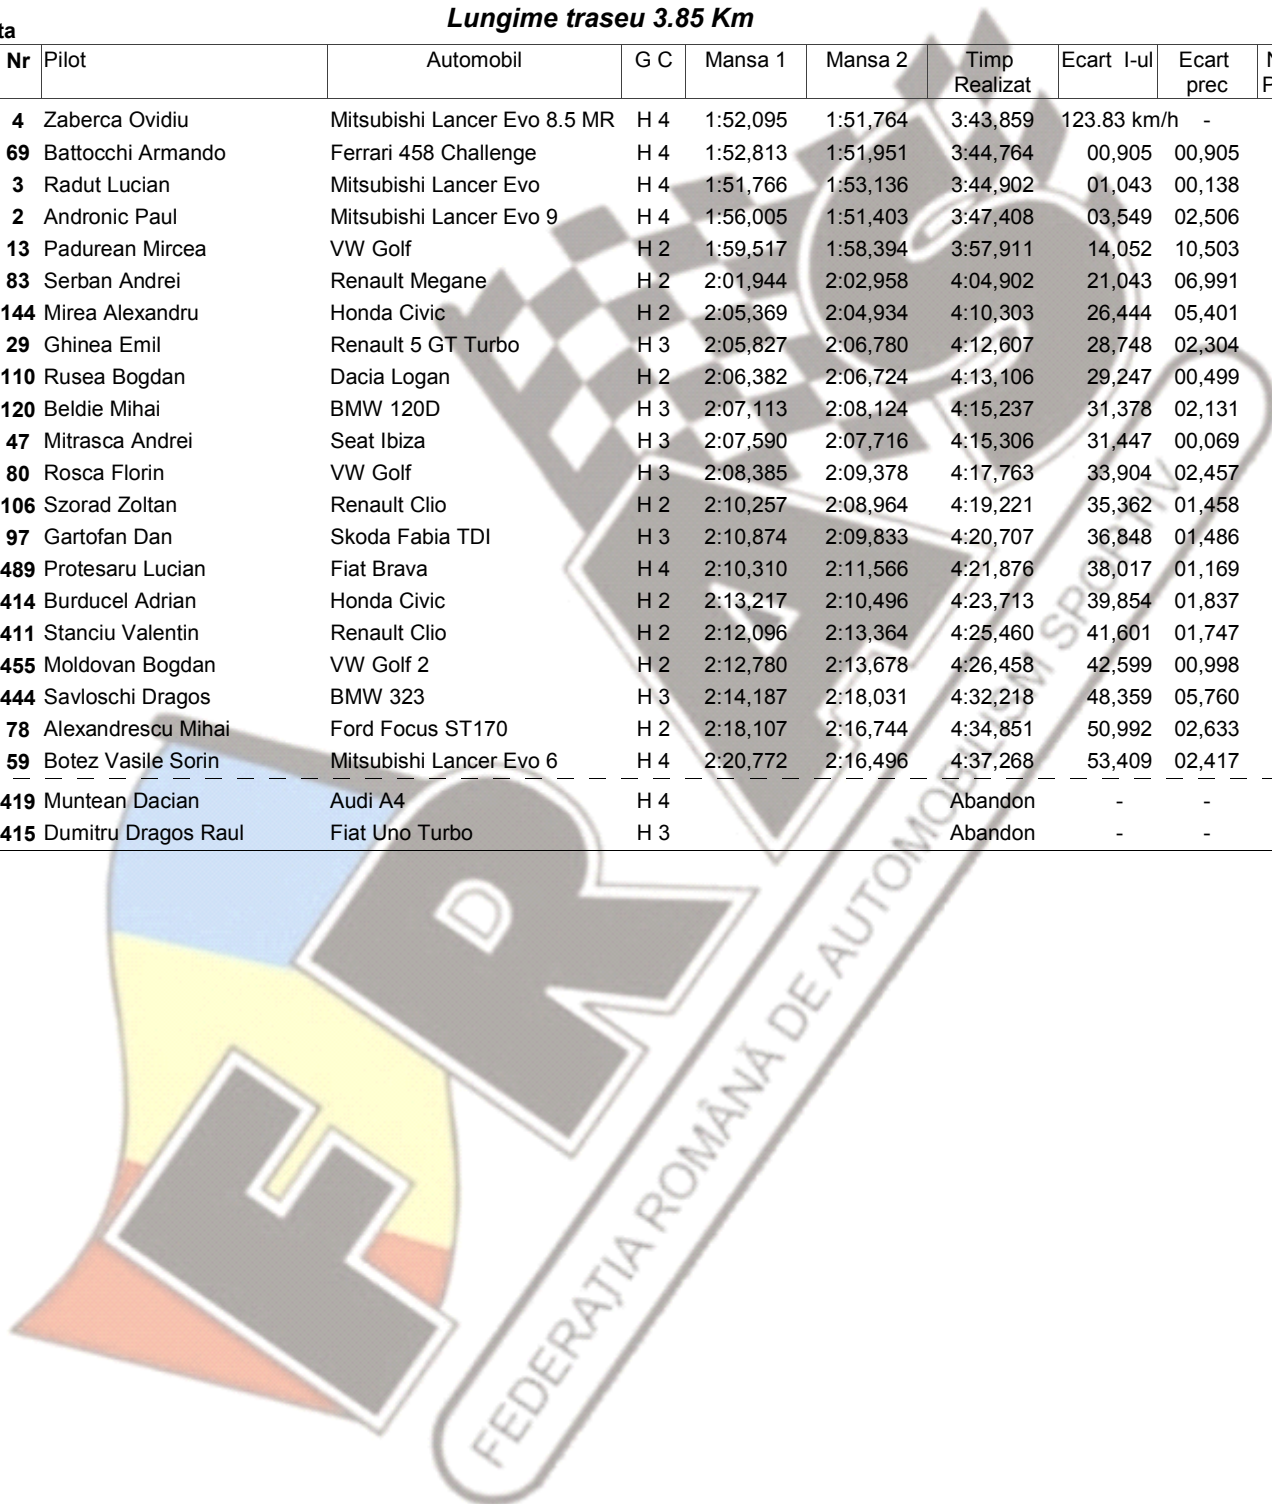 Lungime traseu 3.85 Km
ta
Nr Pilot Automobil G C Mansa 1 Mansa 2 Timp Realizat Ecart I-ul Ecart prec
4 Zaberca Ovidiu Mitsubishi Lancer Evo 8.5 MR H 4 1:52,095 1:51,764 3:43,859 123.83 km/h -
69 Battocchi Armando Ferrari 458 Challenge H 4 1:52,813 1:51,951 3:44,764 00,905 00,905
3 Radut Lucian Mitsubishi Lancer Evo H 4 1:51,766 1:53,136 3:44,902 01,043 00,138
2 Andronic Paul Mitsubishi Lancer Evo 9 H 4 1:56,005 1:51,403 3:47,408 03,549 02,506
13 Padurean Mircea VW Golf H 2 1:59,517 1:58,394 3:57,911 14,052 10,503
83 Serban Andrei Renault Megane H 2 2:01,944 2:02,958 4:04,902 21,043 06,991
144 Mirea Alexandru Honda Civic H 2 2:05,369 2:04,934 4:10,303 26,444 05,401
29 Ghinea Emil Renault 5 GT Turbo H 3 2:05,827 2:06,780 4:12,607 28,748 02,304
110 Rusea Bogdan Dacia Logan H 2 2:06,382 2:06,724 4:13,106 29,247 00,499
120 Beldie Mihai BMW 120D H 3 2:07,113 2:08,124 4:15,237 31,378 02,131
47 Mitrasca Andrei Seat Ibiza H 3 2:07,590 2:07,716 4:15,306 31,447 00,069
80 Rosca Florin VW Golf H 3 2:08,385 2:09,378 4:17,763 33,904 02,457
106 Szorad Zoltan Renault Clio H 2 2:10,257 2:08,964 4:19,221 35,362 01,458
97 Gartofan Dan Skoda Fabia TDI H 3 2:10,874 2:09,833 4:20,707 36,848 01,486
489 Protesaru Lucian Fiat Brava H 4 2:10,310 2:11,566 4:21,876 38,017 01,169
414 Burducel Adrian Honda Civic H 2 2:13,217 2:10,496 4:23,713 39,854 01,837
411 Stanciu Valentin Renault Clio H 2 2:12,096 2:13,364 4:25,460 41,601 01,747
455 Moldovan Bogdan VW Golf 2 H 2 2:12,780 2:13,678 4:26,458 42,599 00,998
444 Savloschi Dragos BMW 323 H 3 2:14,187 2:18,031 4:32,218 48,359 05,760
78 Alexandrescu Mihai Ford Focus ST170 H 2 2:18,107 2:16,744 4:34,851 50,992 02,633
59 Botez Vasile Sorin Mitsubishi Lancer Evo 6 H 4 2:20,772 2:16,496 4:37,268 53,409 02,417
419 Muntean Dacian Audi A4 H 4 Abandon - -
415 Dumitru Dragos Raul Fiat Uno Turbo H 3 Abandon - -
FRAS
FEDERAȚIA ROMÂNĂ DE AUTOMOBILISM SPORTIV